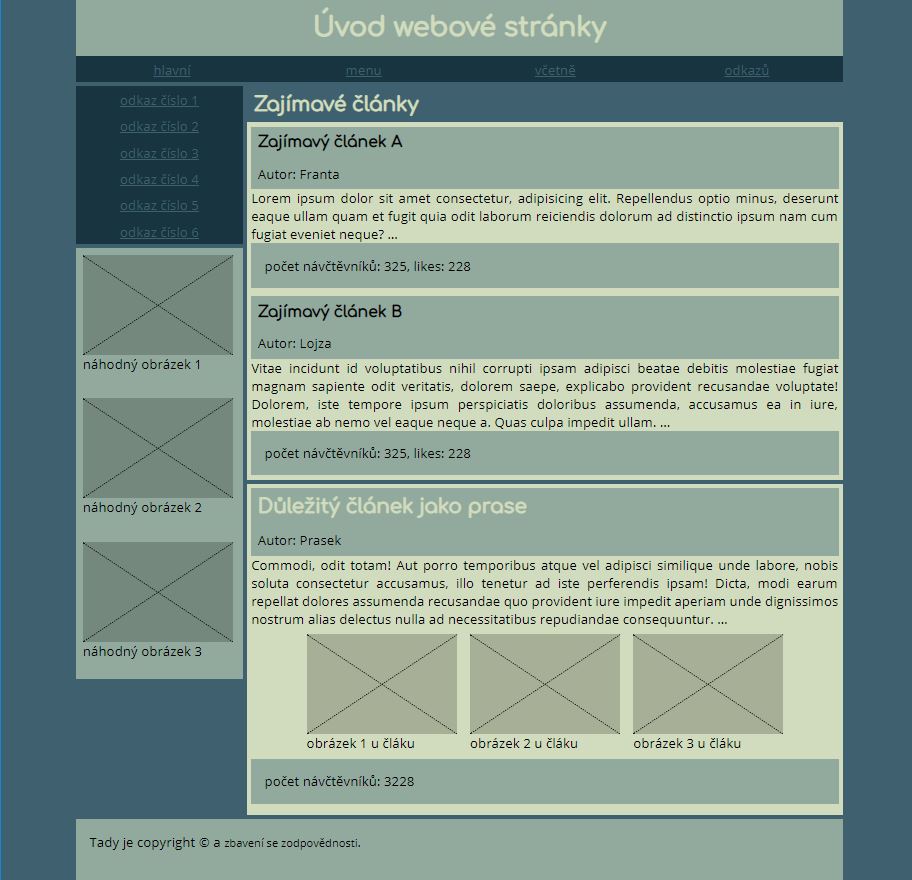 Úvod webové stránky
hlavní menu včetně odkazů
odkaz číslo 1
odkaz číslo 2
odkaz číslo 3
odkaz číslo 4
odkaz číslo 5
odkaz číslo 6
náhodný obrázek 1
náhodný obrázek 2
náhodný obrázek 3
Zajímavé články
Zajímavý článek A
Autor: Franta
Lorem ipsum dolor sit amet consectetur, adipisicing elit. Repellendus optio minus, deserunt
eaque ullam quam et fugit quia odit laborum reiciendis dolorum ad distinctio ipsum nam cum
fugiat eveniet neque? ...
počet návčtěvníků: 325, likes: 228
Zajímavý článek B
Autor: Lojza
Vitae incidunt id voluptatibus nihil corrupti ipsam adipisci beatae debitis molestiae fugiat
magnam sapiente odit veritatis, dolorem saepe, explicabo provident recusandae voluptate!
Dolorem, iste tempore ipsum perspiciatis doloribus assumenda, accusamus ea in iure,
molestiae ab nemo vel eaque neque a. Quas culpa impedit ullam. ...
počet návčtěvníků: 325, likes: 228
Důležitý článek jako prase
Autor: Prasek
Commodi, odit totam! Aut porro temporibus atque vel adipisci similique unde labore, nobis
soluta consectetur accusamus, illo tenetur ad iste perferendis ipsam! Dicta, modi earum
repellat dolores assumenda recusandae quo provident iure impedit aperiam unde dignissimos
nostrum alias delectus nulla ad necessitatibus repudiandae consequuntur. ...
obrázek 1 u čláku obrázek 2 u čláku obrázek 3 u čláku
počet návčtěvníků: 3228
Tady je copyright © a zbavení se zodpovědnosti.